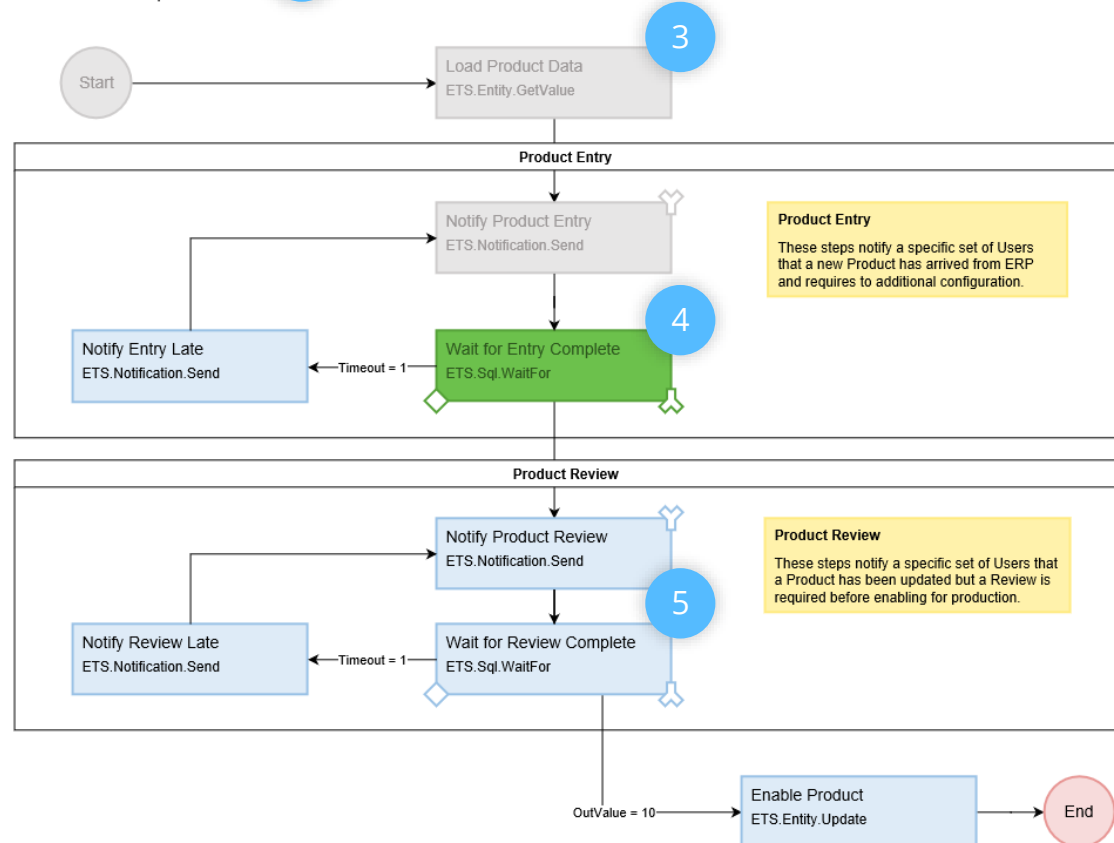 3
Start
Load Product Data
ETS.Entity.GetValue
Product Entry
Notify Product Entry
ETS.Notification.Send
Product Entry
These steps notify a specific set of Users
that a new Product has arrived from ERP
and requires to additional configuration.
4
Notify Entry Late
ETS.Notification.Send
Timeout = 1
Wait for Entry Complete
ETS.Sql.WaitFor
Product Review
Notify Product Review
ETS.Notification.Send
Product Review
These steps notify a specific set of Users that
a Product has been updated but a Review is
required before enabling for production.
5
Notify Review Late
ETS.Notification.Send
Timeout = 1
Wait for Review Complete
ETS.Sql.WaitFor
OutValue = 10
Enable Product
ETS.Entity.Update
End